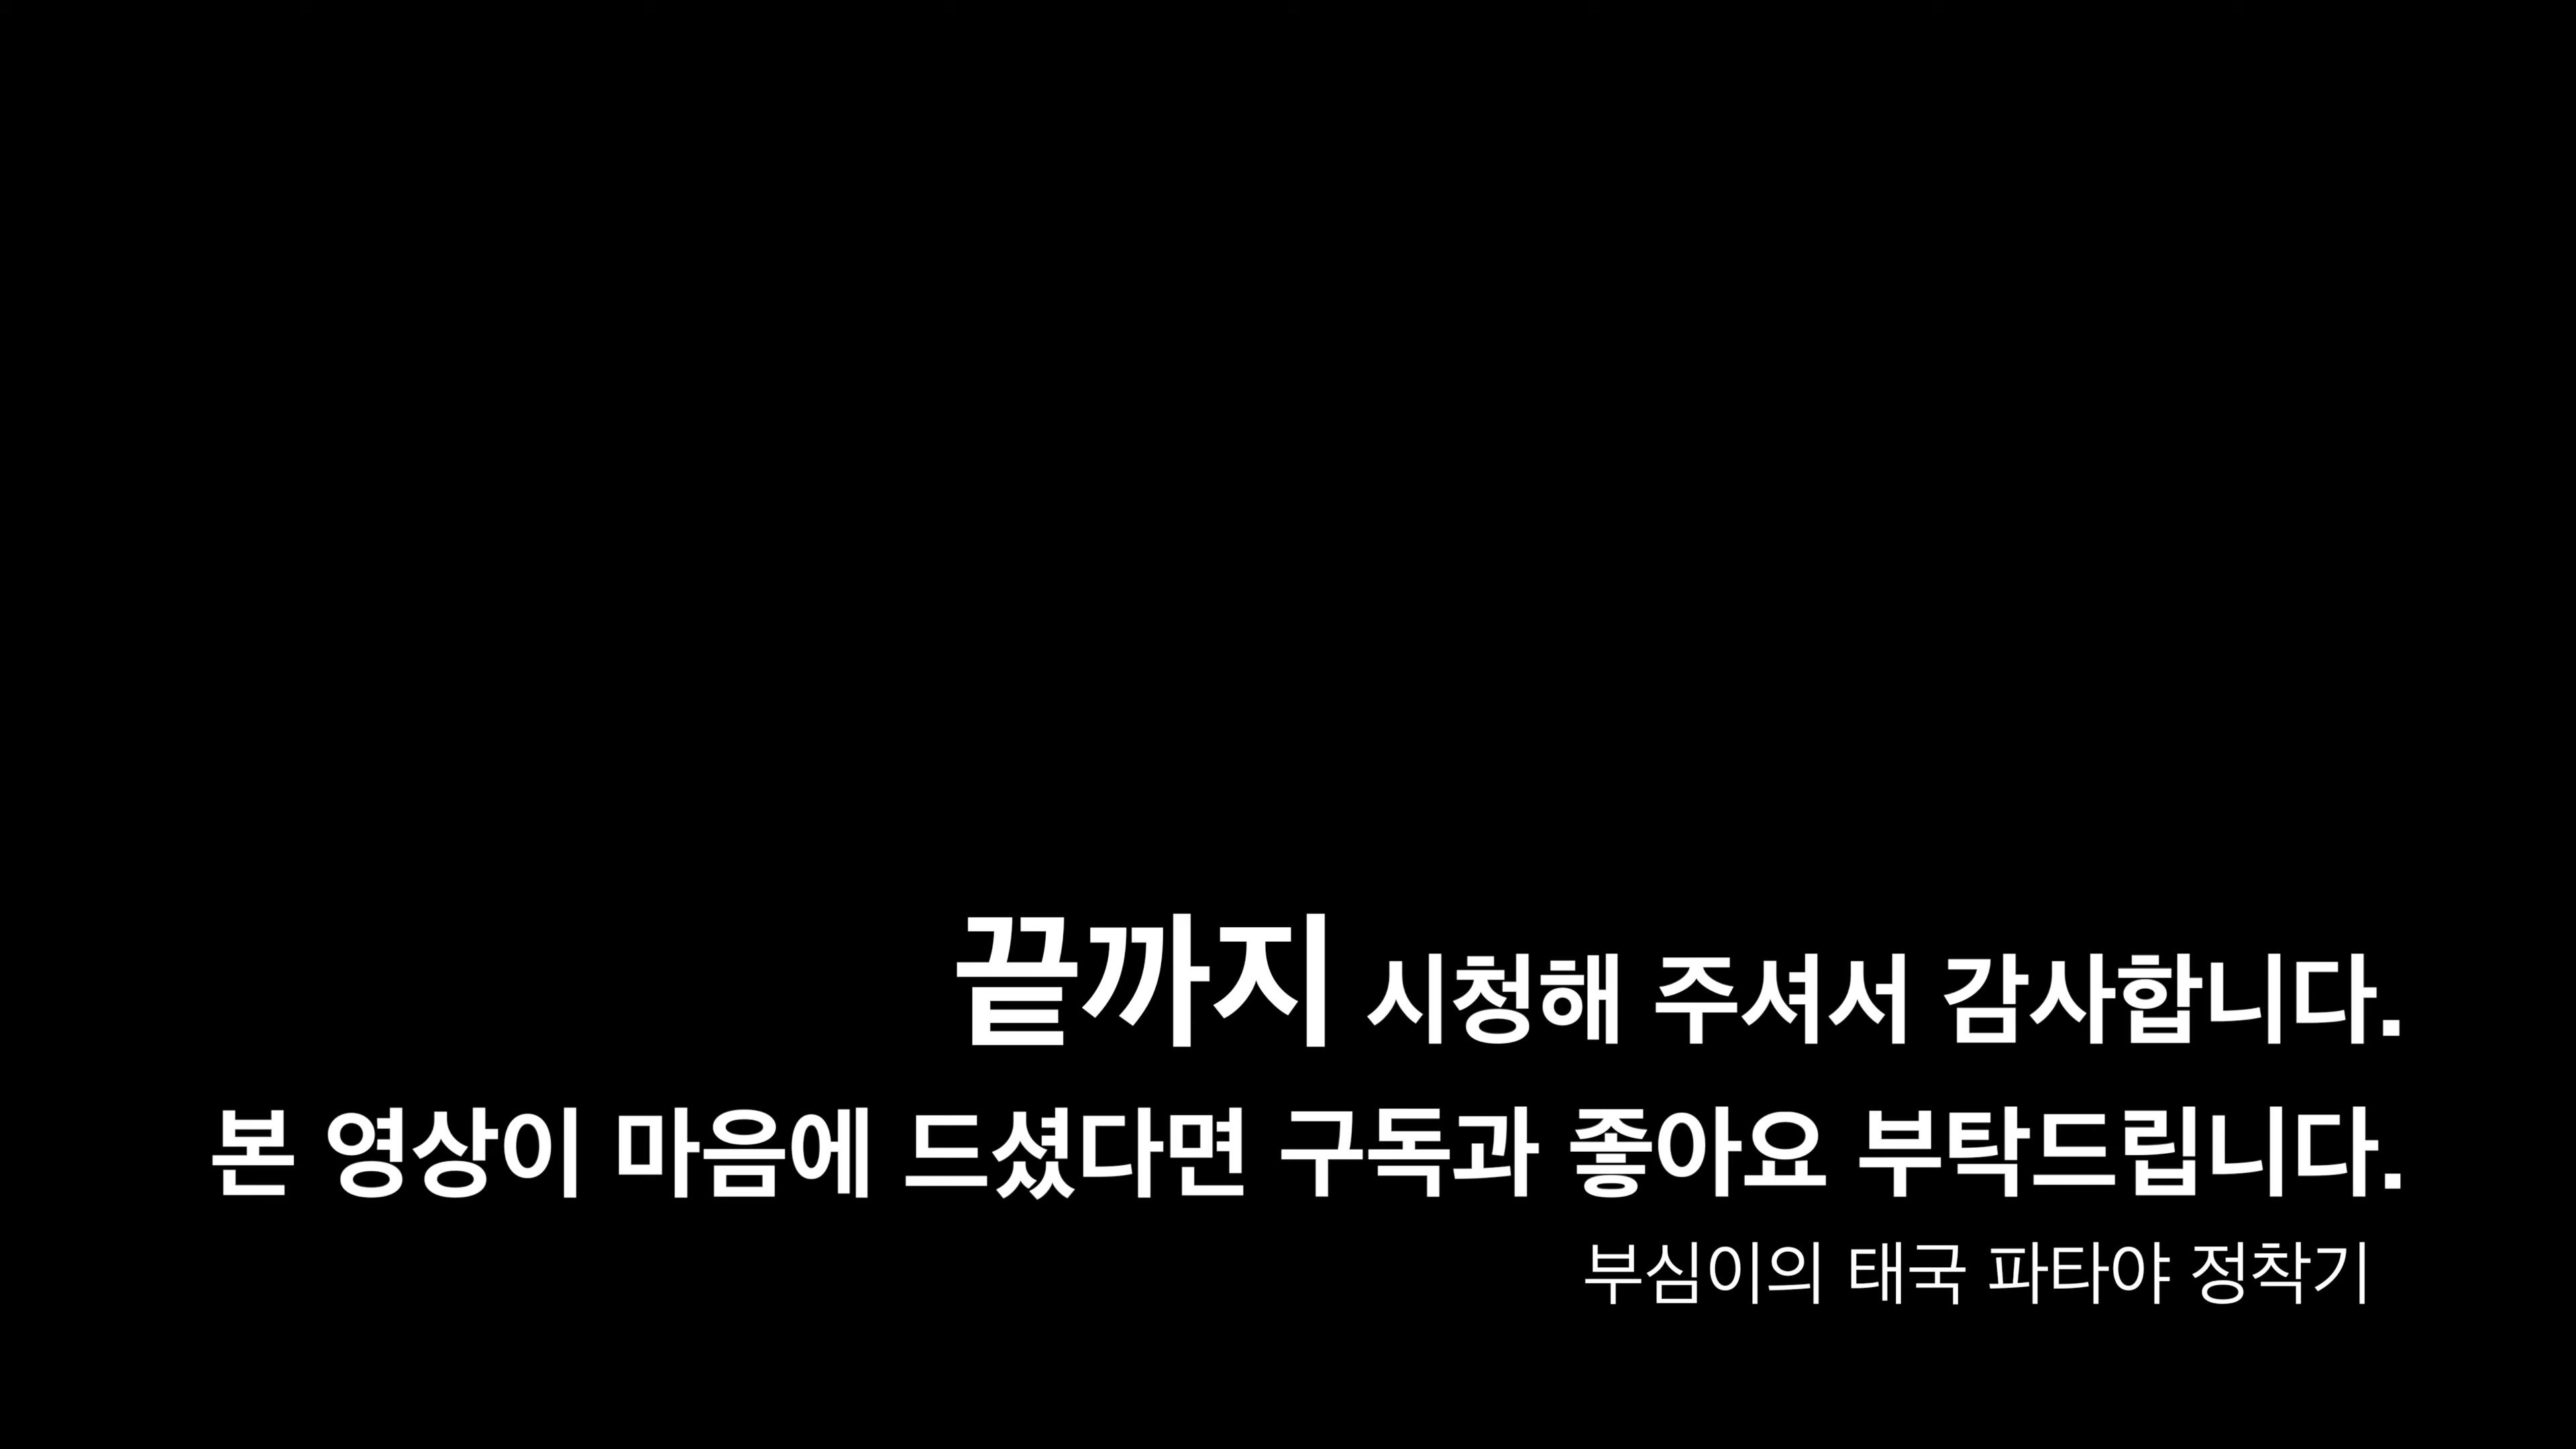 끝까지 시청해 주셔서 감사합니다.
본 영상이 마음에 드셨다면 구독과 좋아요 부탁드립니다.
부심이의 태국 파타야 정착기